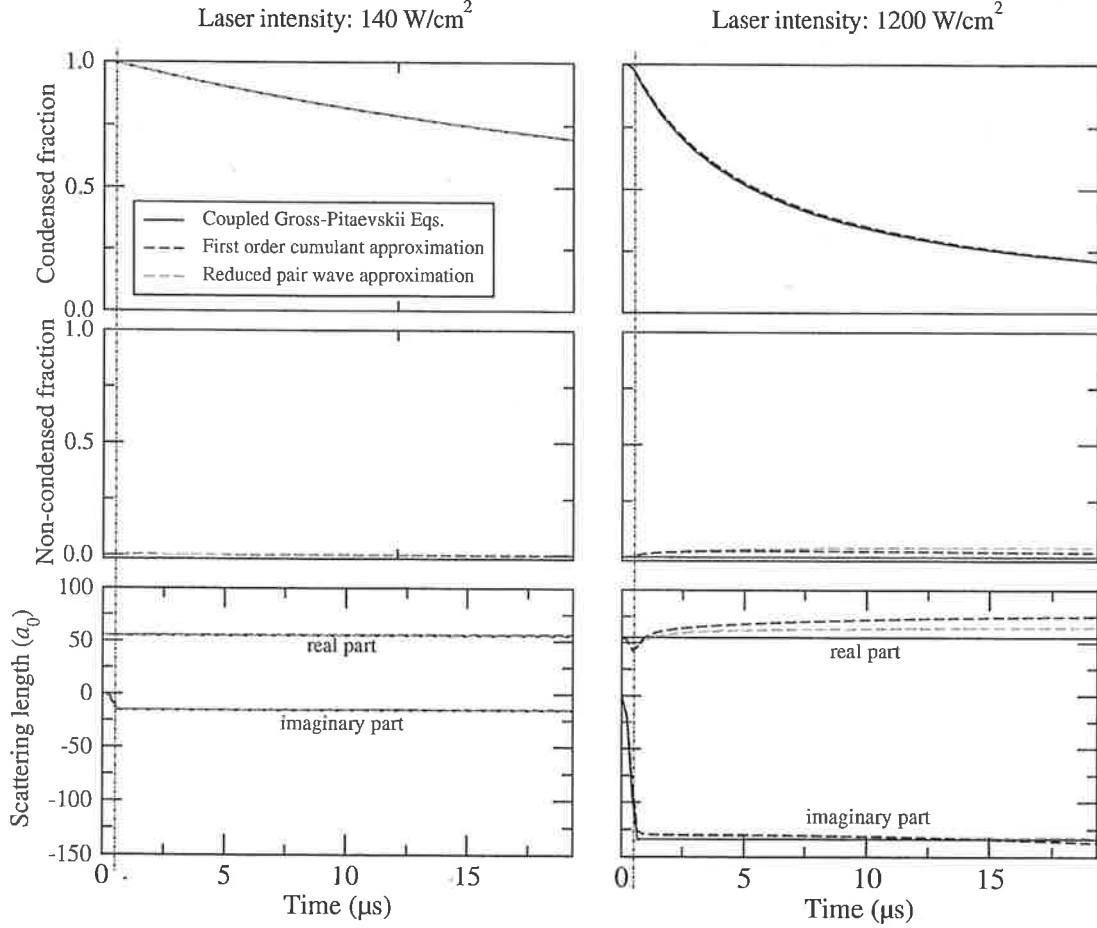 Laser intensity: 140 W/cm²
Laser intensity: 1200 W/cm²
Condensed fraction
1.0
0.5
0.0
Coupled Gross-Pitaevskii Eqs.
First order cumulant approximation
Reduced pair wave approximation
Non-condensed fraction
1.0
0.5
0.0
Scattering length (a₀)
100
50
0
-50
-100
-150
real part
imaginary part
real part
imaginary part
0 5 10 15
Time (μs)
0 5 10 15
Time (μs)